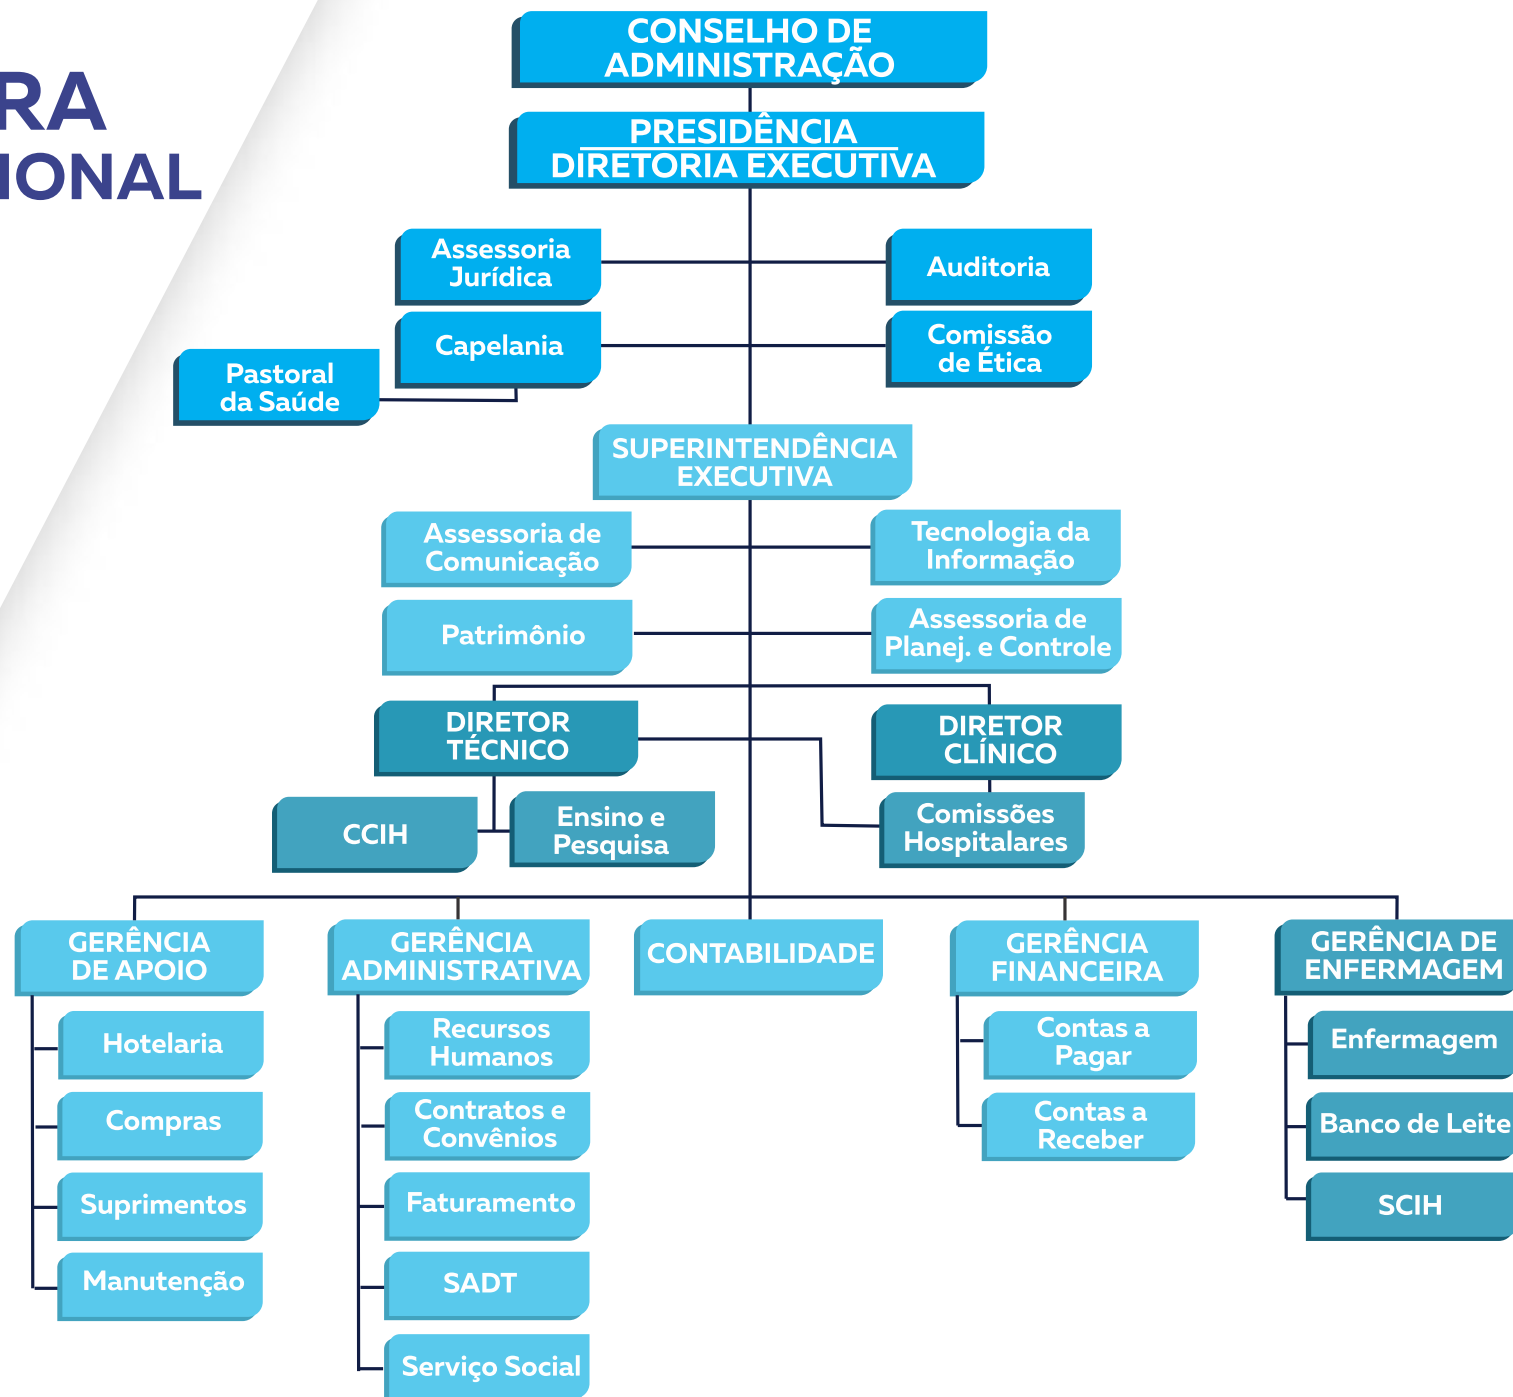 RA
IONAL
CONSELHO DE
ADMINISTRAÇÃO
PRESIDÊNCIA
DIRETORIA EXECUTIVA
Assessoria
Jurídica
Auditoria
Capelania
Comissão
de Ética
Pastoral
da Saúde
SUPERINTENDÊNCIA
EXECUTIVA
Assessoria de
Comunicação
Tecnologia da
Informação
Patrimônio
Assessoria de
Planej. e Controle
DIRETOR
TÉCNICO
DIRETOR
CLÍNICO
CCIH
Ensino e
Pesquisa
Comissões
Hospitalares
GERÊNCIA
DE APOIO
Hotelaria
Compras
Suprimentos
Manutenção
GERÊNCIA
ADMINISTRATIVA
Recursos
Humanos
Contratos e
Convênios
Faturamento
SADT
Serviço Social
CONTABILIDADE
GERÊNCIA
FINANCEIRA
Contas a
Pagar
Contas a
Receber
GERÊNCIA DE
ENFERMAGEM
Enfermagem
Banco de Leite
SCIH